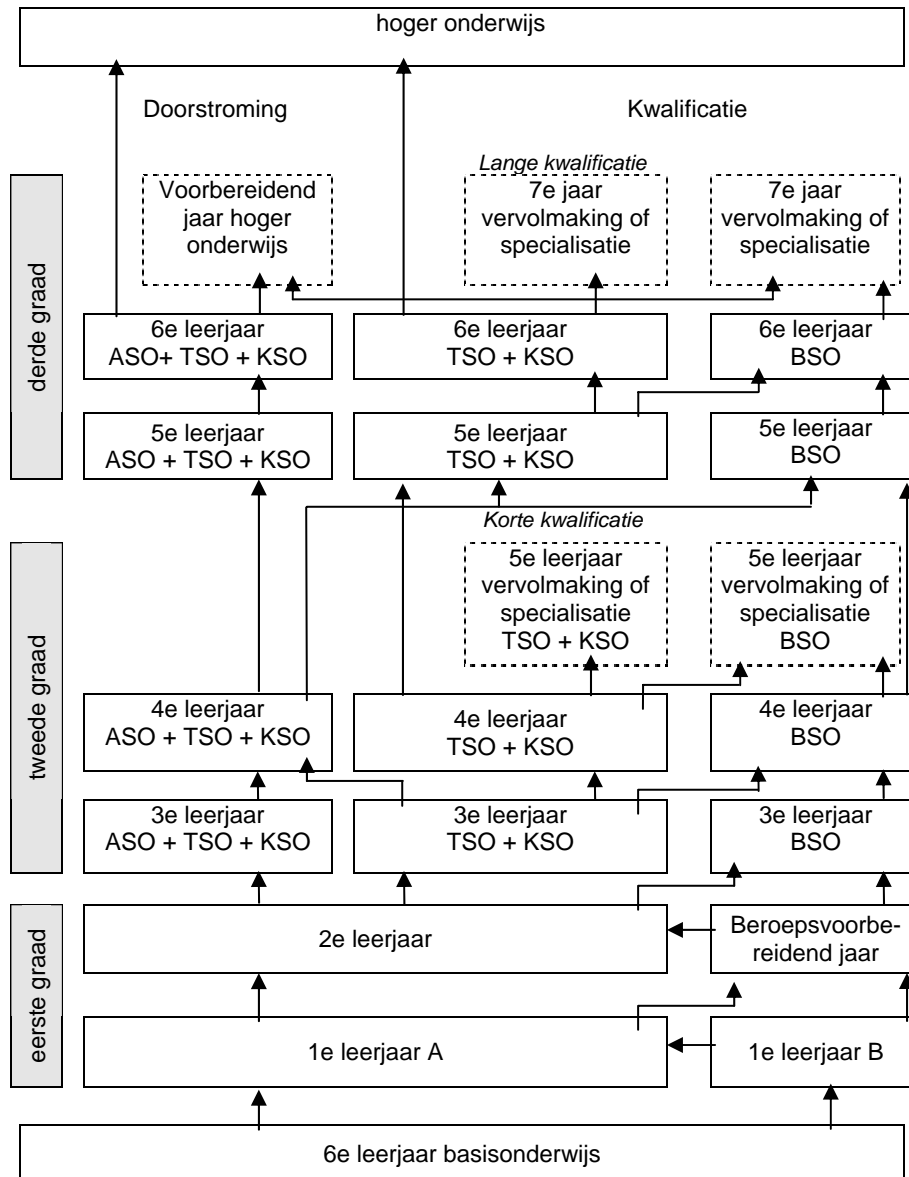 hoger onderwijs
Doorstroming
Kwalificatie
Lange kwalificatie
derde graad
Voorbereidend
jaar hoger
onderwijs
7e jaar
vervolmaking of
specialisatie
7e jaar
vervolmaking of
specialisatie
6e leerjaar
ASO+ TSO + KSO
6e leerjaar
TSO + KSO
6e leerjaar
BSO
5e leerjaar
ASO + TSO + KSO
5e leerjaar
TSO + KSO
5e leerjaar
BSO
Korte kwalificatie
tweede graad
5e leerjaar
vervolmaking of
specialisatie
TSO + KSO
5e leerjaar
vervolmaking of
specialisatie
BSO
4e leerjaar
ASO + TSO + KSO
4e leerjaar
TSO + KSO
4e leerjaar
BSO
3e leerjaar
ASO + TSO + KSO
3e leerjaar
TSO + KSO
3e leerjaar
BSO
eerste graad
2e leerjaar
Beroepsvoorbe-
reidend jaar
1e leerjaar A
1e leerjaar B
6e leerjaar basisonderwijs